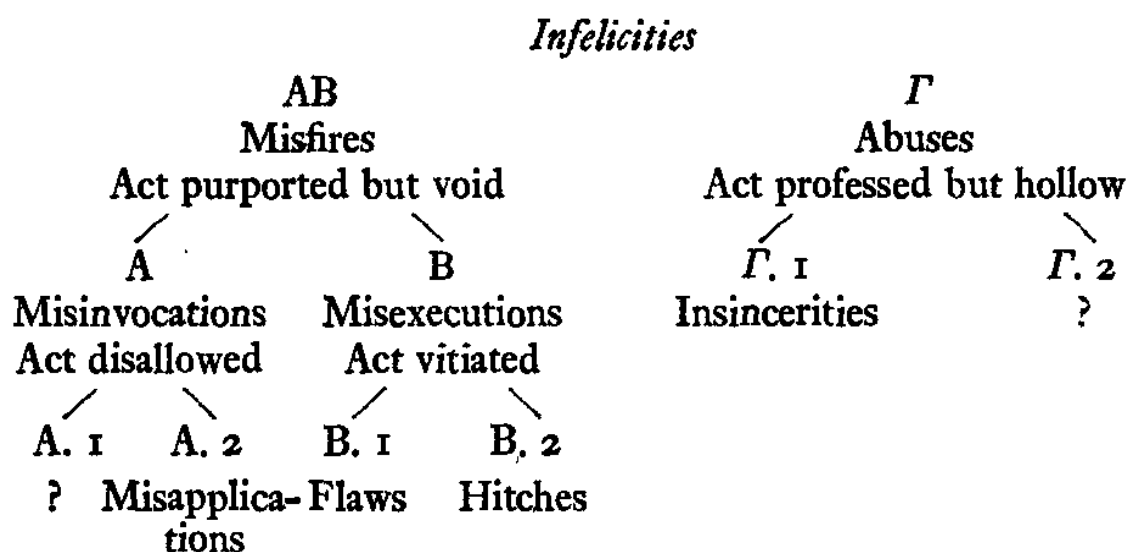 Infelicities
AB Γ
Misfires Abuses
Act purported but void Act professed but hollow
A B Γ. 1 Γ. 2
Misinvocations Misexecutions Insincerities ?
Act disallowed Act vitiated
A. 1 A. 2 B. 1 B. 2
? Misapplica- Flaws Hitches
tions